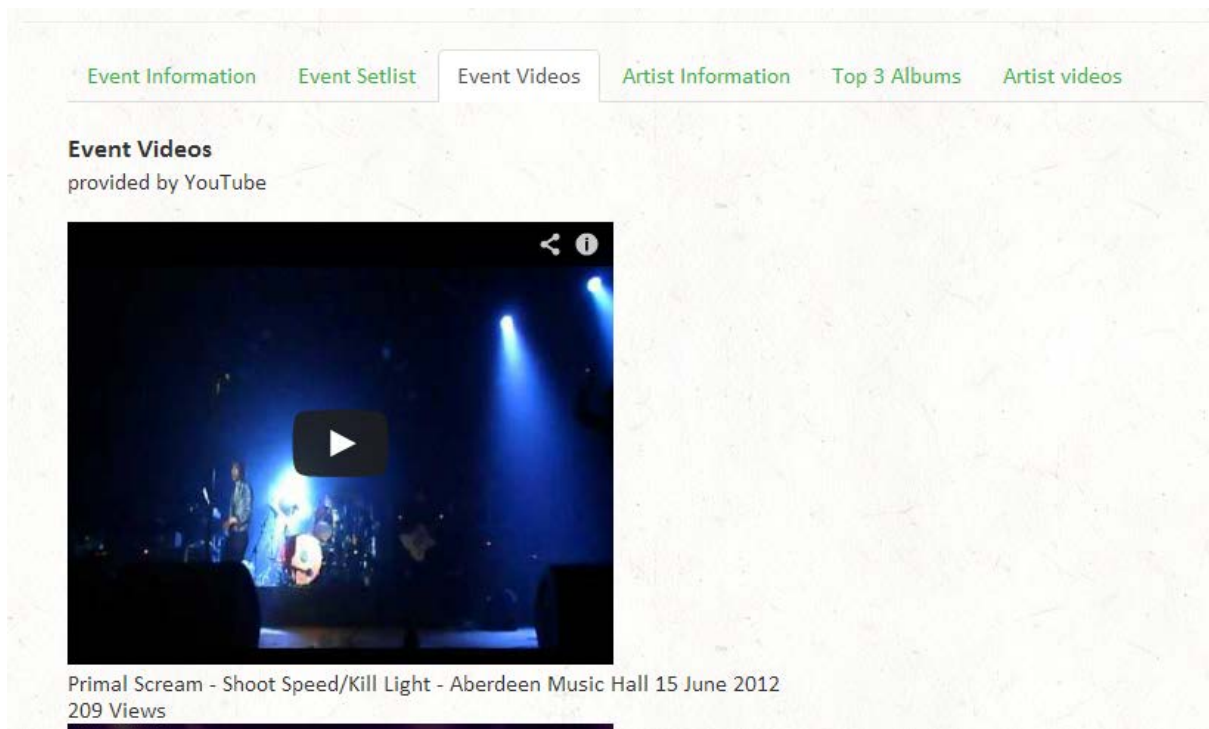 Event Information Event Setlist Event Videos Artist Information Top 3 Albums Artist videos
Event Videos
provided by YouTube
Primal Scream - Shoot Speed/Kill Light - Aberdeen Music Hall 15 June 2012
209 Views